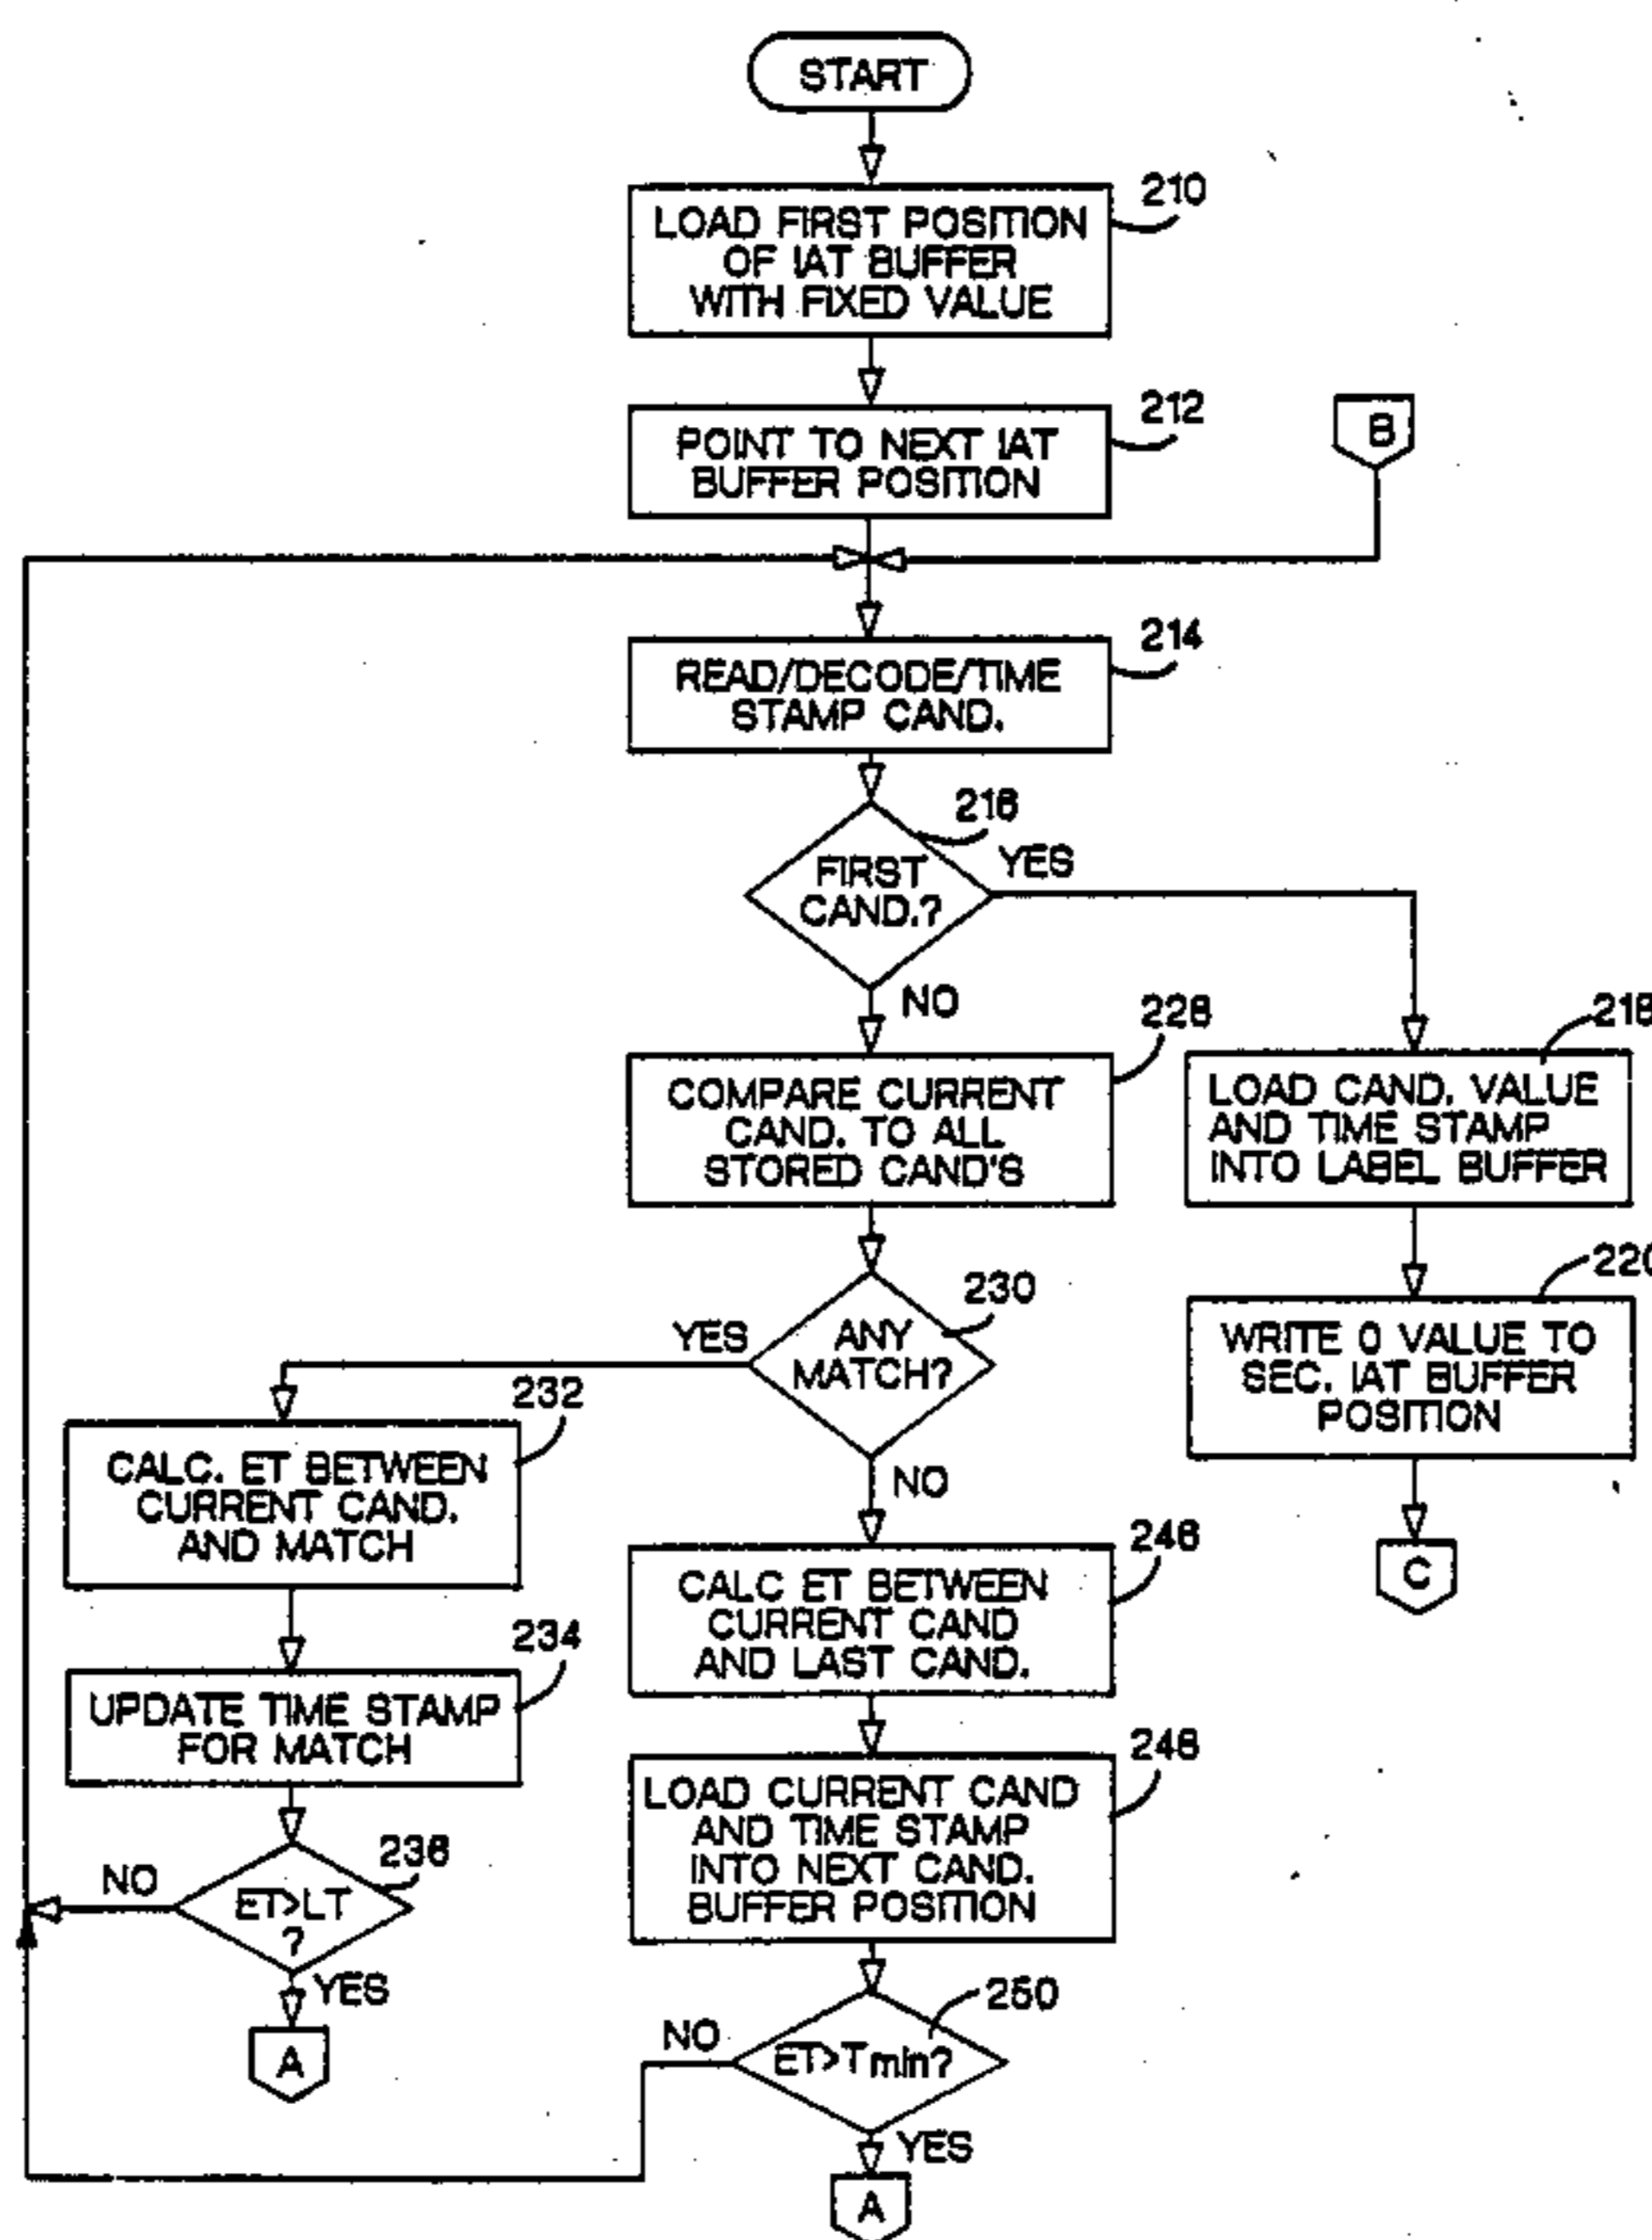 START
210
LOAD FIRST POSITION
OF IAT BUFFER
WITH FIXED VALUE
212
POINT TO NEXT IAT
BUFFER POSITION
B
214
READ/DECODE/TIME
STAMP CAND.
216
FIRST
CAND.?
YES
NO
228
COMPARE CURRENT
CAND. TO ALL
STORED CAND'S
218
LOAD CAND. VALUE
AND TIME STAMP
INTO LABEL BUFFER
220
WRITE 0 VALUE TO
SEC. IAT BUFFER
POSITION
C
230
ANY
MATCH?
YES
NO
232
CALC. ET BETWEEN
CURRENT CAND.
AND MATCH
246
CALC ET BETWEEN
CURRENT CAND
AND LAST CAND.
234
UPDATE TIME STAMP
FOR MATCH
248
LOAD CURRENT CAND
AND TIME STAMP
INTO NEXT CAND.
BUFFER POSITION
236
ET>LT
?
NO
YES
A
250
ET>Tmin?
NO
YES
A